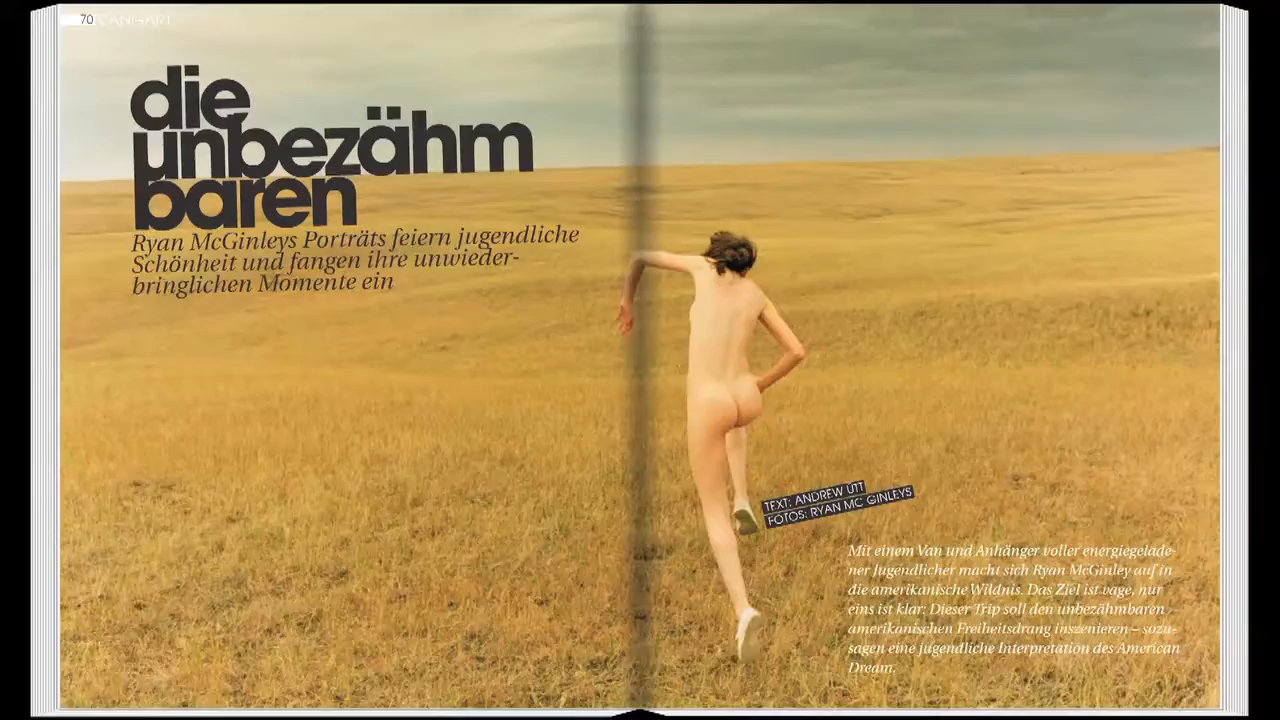 70
die
unbezähm
baren
Ryan McGinleys Porträts feiern jugendliche
Schönheit und fangen ihre unwieder-
bringlichen Momente ein
TEXT: ANDREW UTT
FOTOS: RYAN MC GINLEYS
Mit einem Van und Anhänger voller energiegelade-
ner Jugendlicher macht sich Ryan McGinley auf in
die amerikanische Wildnis. Das Ziel ist vage, nur
eins ist klar: Dieser Trip soll den unbezähmbaren
amerikanischen Freiheitsdrang inszenieren – sozu-
sagen eine jugendliche Interpretation des American
Dream.